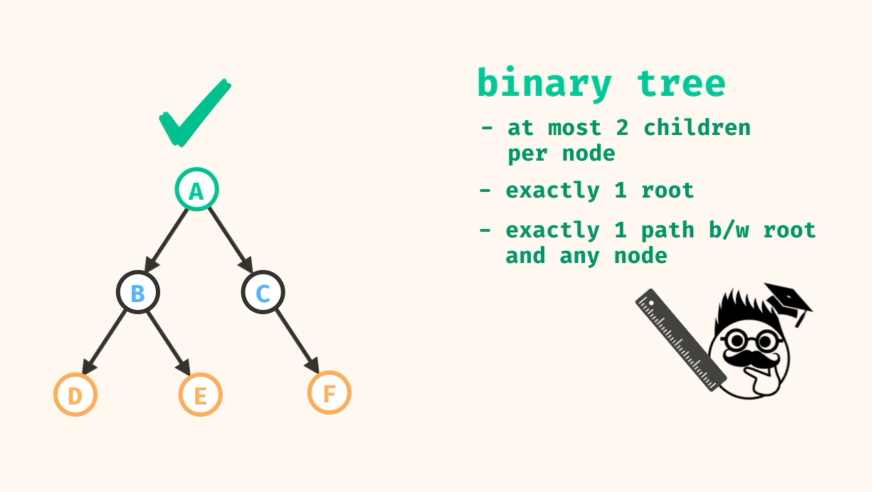 binary tree
- at most 2 children
per node
- exactly 1 root
- exactly 1 path b/w root
and any node
A
B
C
D
E
F